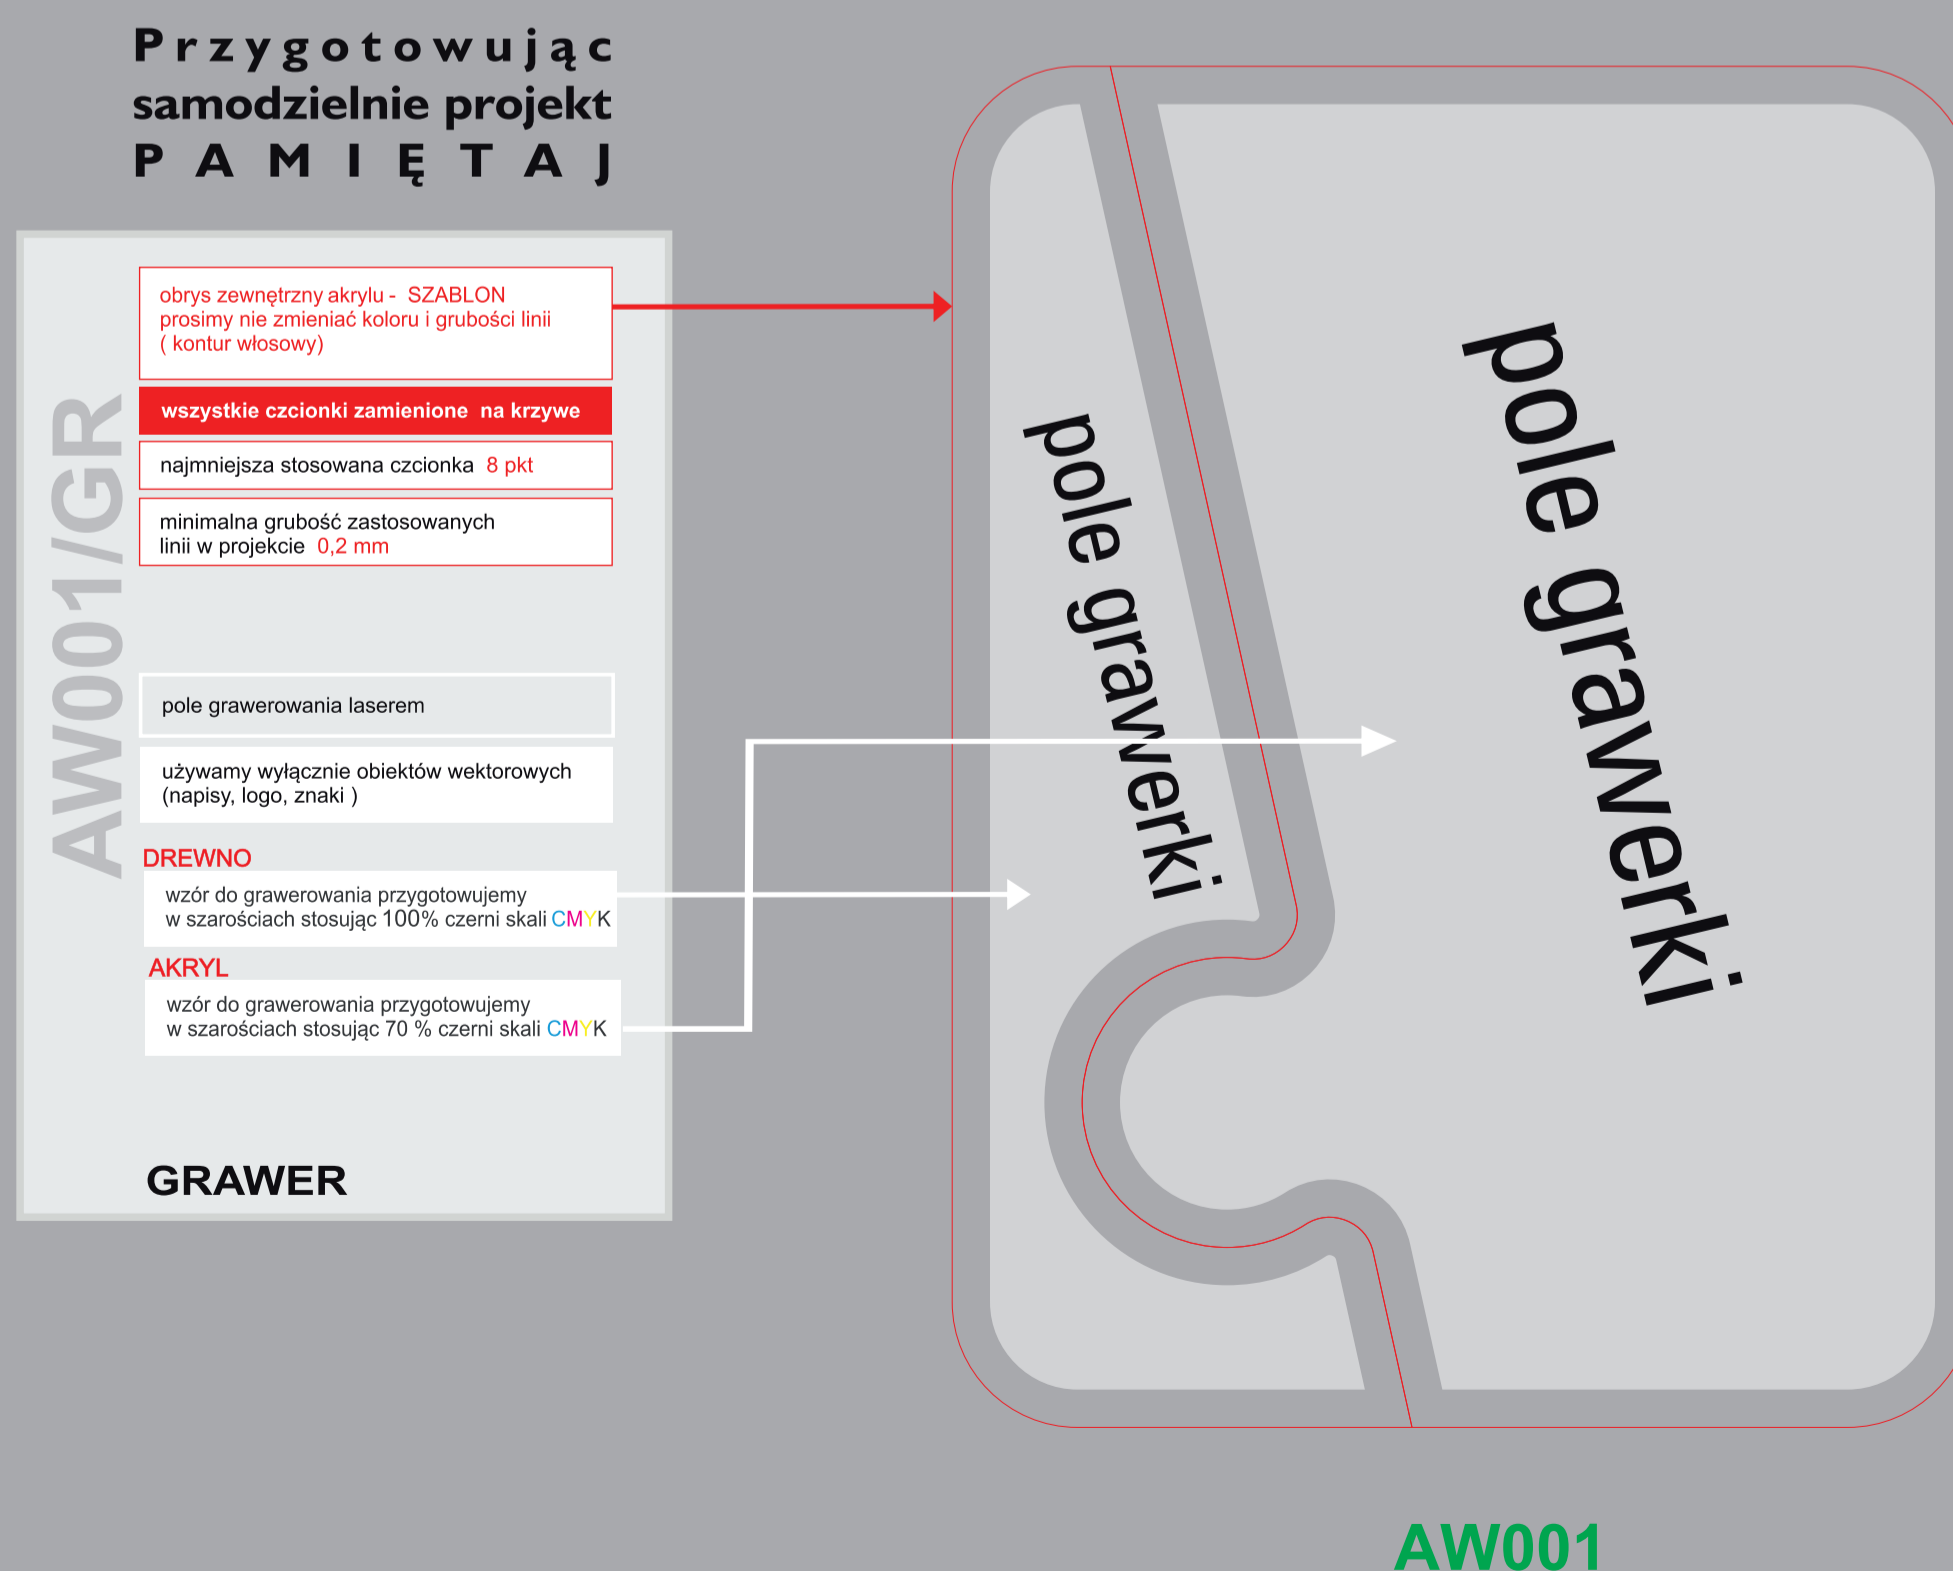 Przygotowując
samodzielnie projekt
PAMIĘTAJ
AW001/GR
obrys zewnętrzny akrylu - SZABLON
prosimy nie zmieniać koloru i grubości linii
( kontur włosowy)
wszystkie czcionki zamienione na krzywe
najmniejsza stosowana czcionka 8 pkt
minimalna grubość zastosowanych
linii w projekcie 0,2 mm
pole grawerowania laserem
używamy wyłącznie obiektów wektorowych
(napisy, logo, znaki )
DREWNO
wzór do grawerowania przygotowujemy
w szarościach stosując 100% czerni skali CMYK
AKRYL
wzór do grawerowania przygotowujemy
w szarościach stosując 70 % czerni skali CMYK
GRAWER
pole grawerki
pole grawerki
AW001